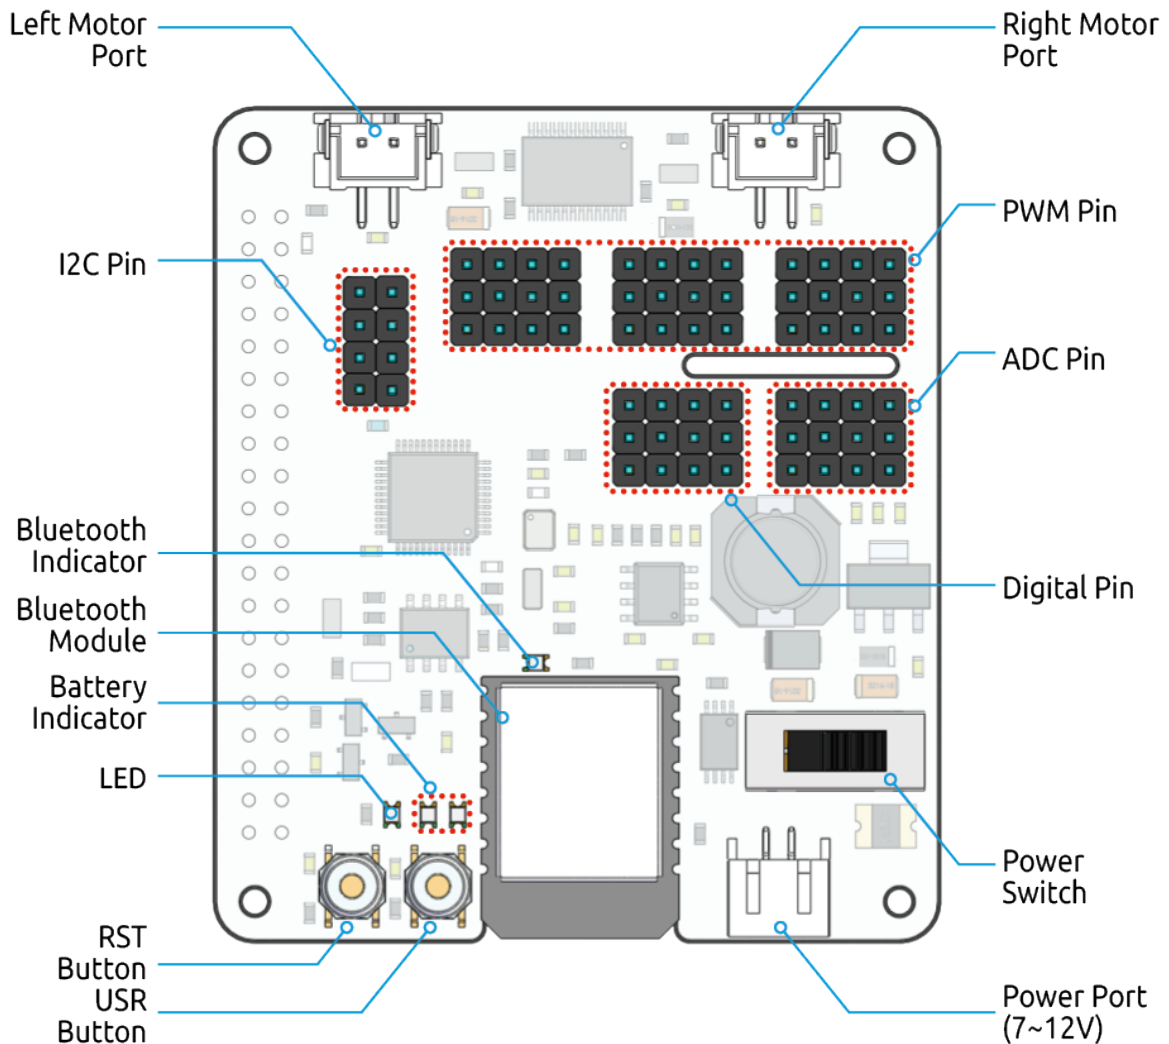 Left Motor
Port
Right Motor
Port
PWM Pin
I2C Pin
ADC Pin
Bluetooth
Indicator
Digital Pin
Bluetooth
Module
Battery
Indicator
LED
Power
Switch
RST
Button
USR
Button
Power Port
(7~12V)